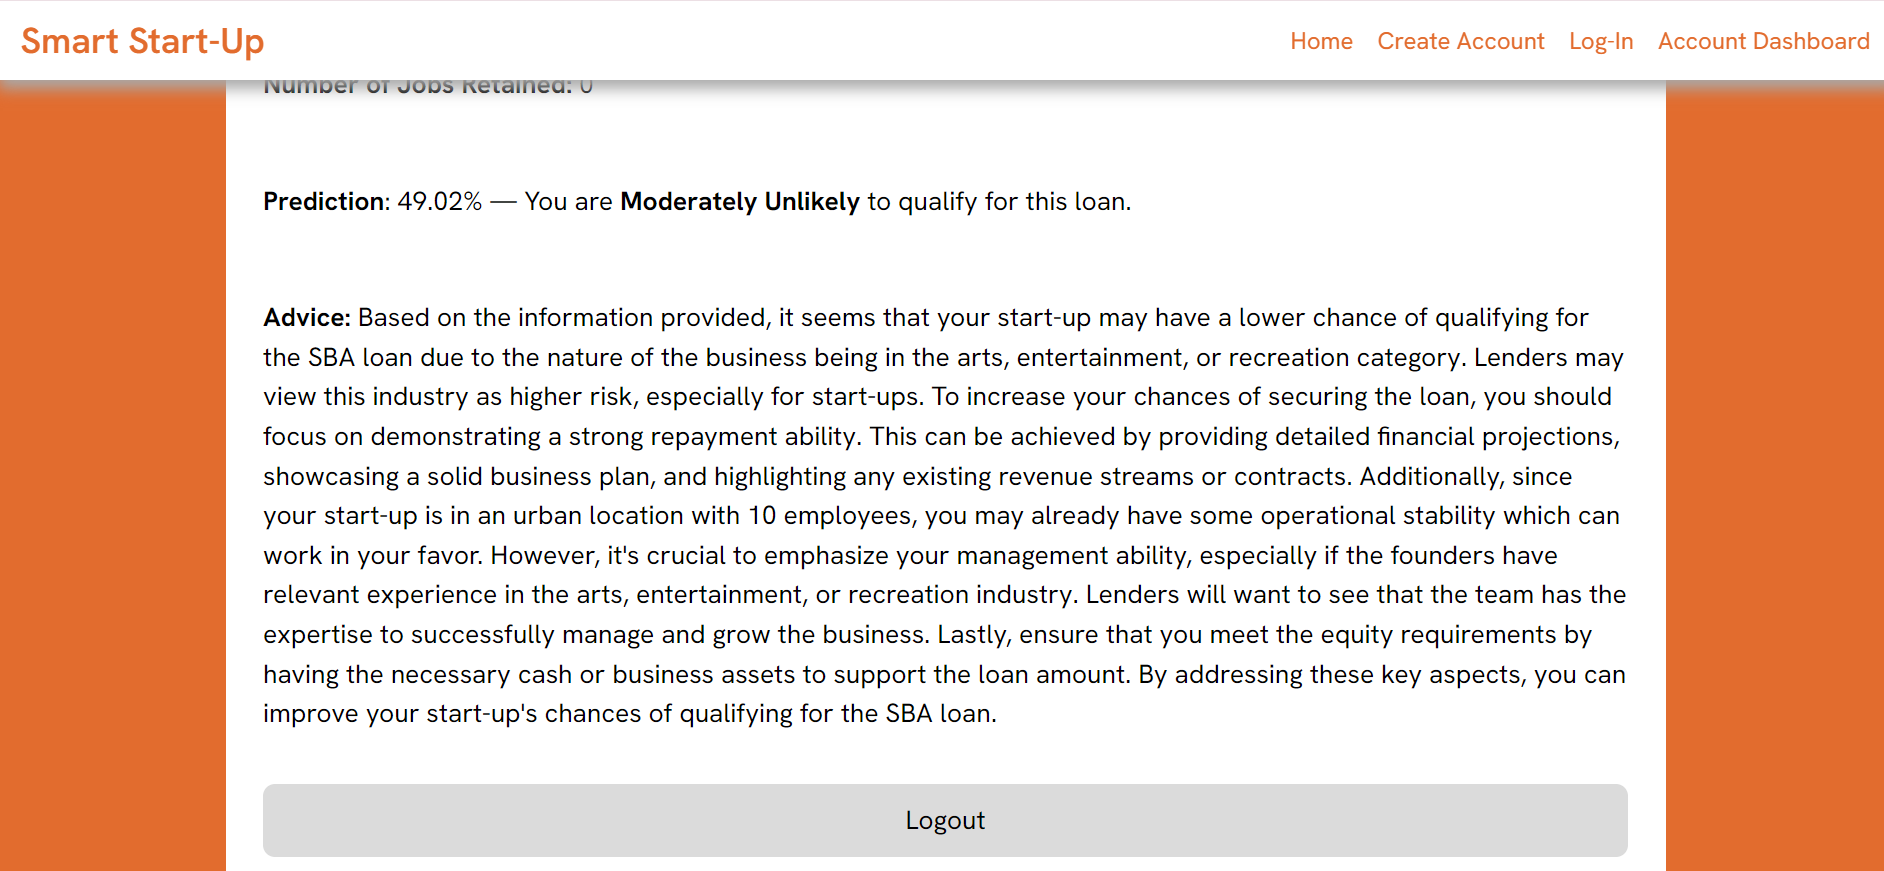 Smart Start-Up
Home Create Account Log-In Account Dashboard
Number of Jobs Retained: 0
Prediction: 49.02% — You are Moderately Unlikely to qualify for this loan.
Advice: Based on the information provided, it seems that your start-up may have a lower chance of qualifying for
the SBA loan due to the nature of the business being in the arts, entertainment, or recreation category. Lenders may
view this industry as higher risk, especially for start-ups. To increase your chances of securing the loan, you should
focus on demonstrating a strong repayment ability. This can be achieved by providing detailed financial projections,
showcasing a solid business plan, and highlighting any existing revenue streams or contracts. Additionally, since
your start-up is in an urban location with 10 employees, you may already have some operational stability which can
work in your favor. However, it's crucial to emphasize your management ability, especially if the founders have
relevant experience in the arts, entertainment, or recreation industry. Lenders will want to see that the team has the
expertise to successfully manage and grow the business. Lastly, ensure that you meet the equity requirements by
having the necessary cash or business assets to support the loan amount. By addressing these key aspects, you can
improve your start-up's chances of qualifying for the SBA loan.
Logout